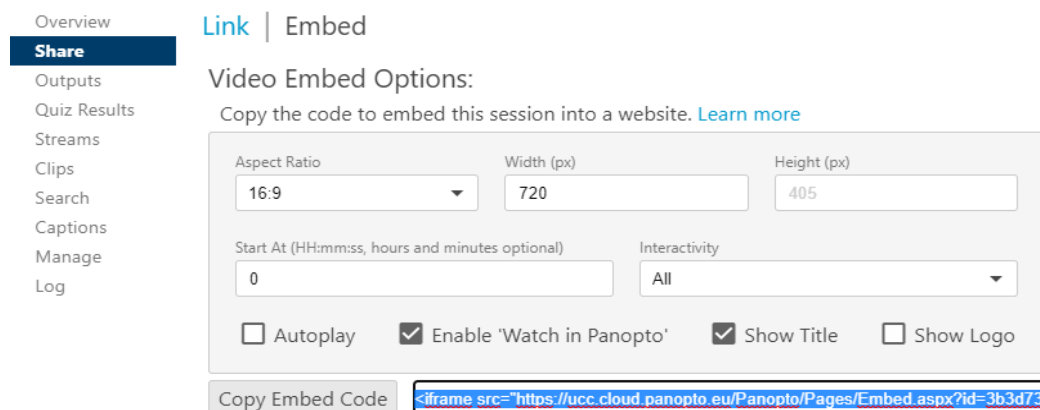 Overview
Share
Outputs
Quiz Results
Streams
Clips
Search
Captions
Manage
Log
Link | Embed
Video Embed Options:
Copy the code to embed this session into a website. Learn more
Aspect Ratio Width (px) Height (px)
16:9 720 405
Start At (HH:mm:ss, hours and minutes optional) Interactivity
0 All
Autoplay Enable 'Watch in Panopto' Show Title Show Logo
Copy Embed Code <iframe src="https://ucc.cloud.panopto.eu/Panopto/Pages/Embed.aspx?id=3b3d73